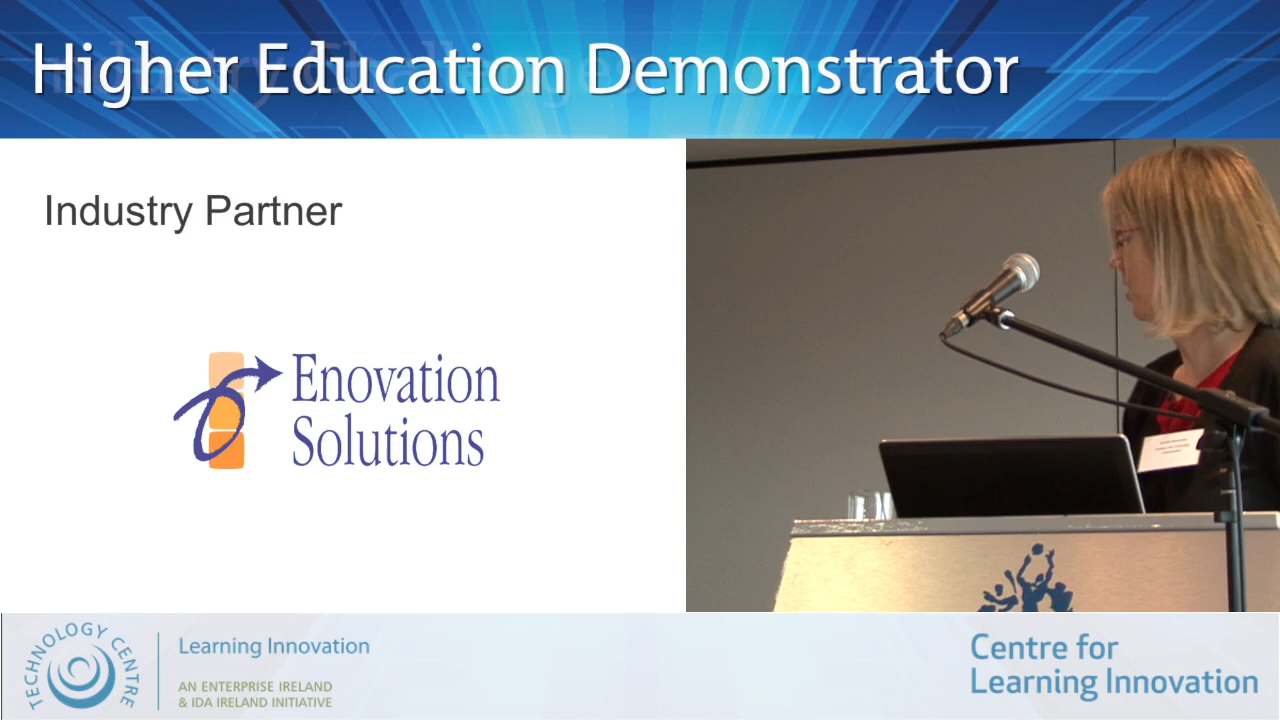 Higher Education Demonstrator
Industry Partner
Enovation
Solutions
TECHNOLOGY CENTRE
Learning Innovation
AN ENTERPRISE IRELAND
& IDA IRELAND INITIATIVE
Centre for
Learning Innovation